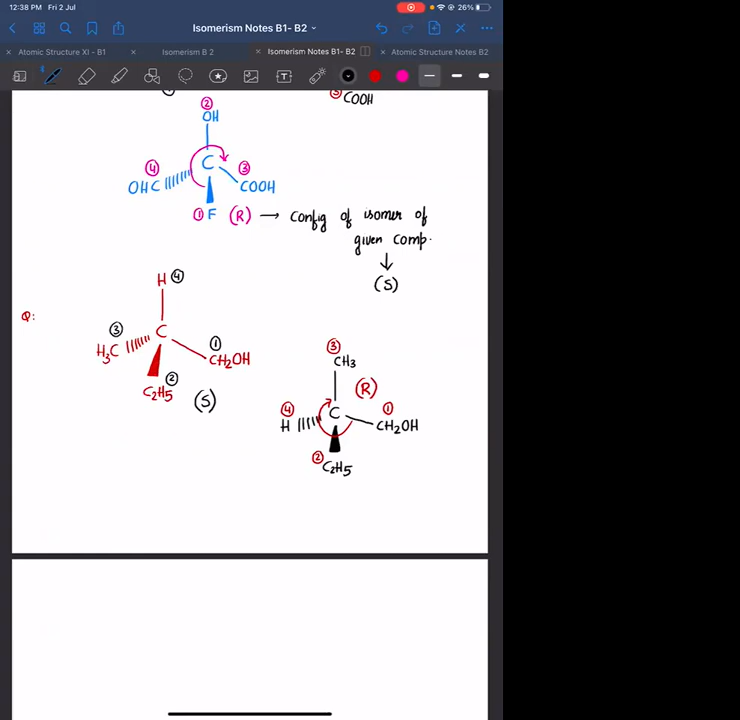 12:38 PM Fri 2 Jul
26%
Isomerism Notes B1- B2
Atomic Structure XI - B1
Isomerism B 2
Isomerism Notes B1- B2
Atomic Structure Notes B2
③ COOH
②
OH
④
C
③
OHC
COOH
① F (R) → Config of isomer of
given comp.
↓
(S)
Q:
H ④
③
C
①
H₃C
CH₂OH
②
C₂H₅
(S)
③
CH₃
(R)
④
C
①
H
CH₂OH
②
C₂H₅